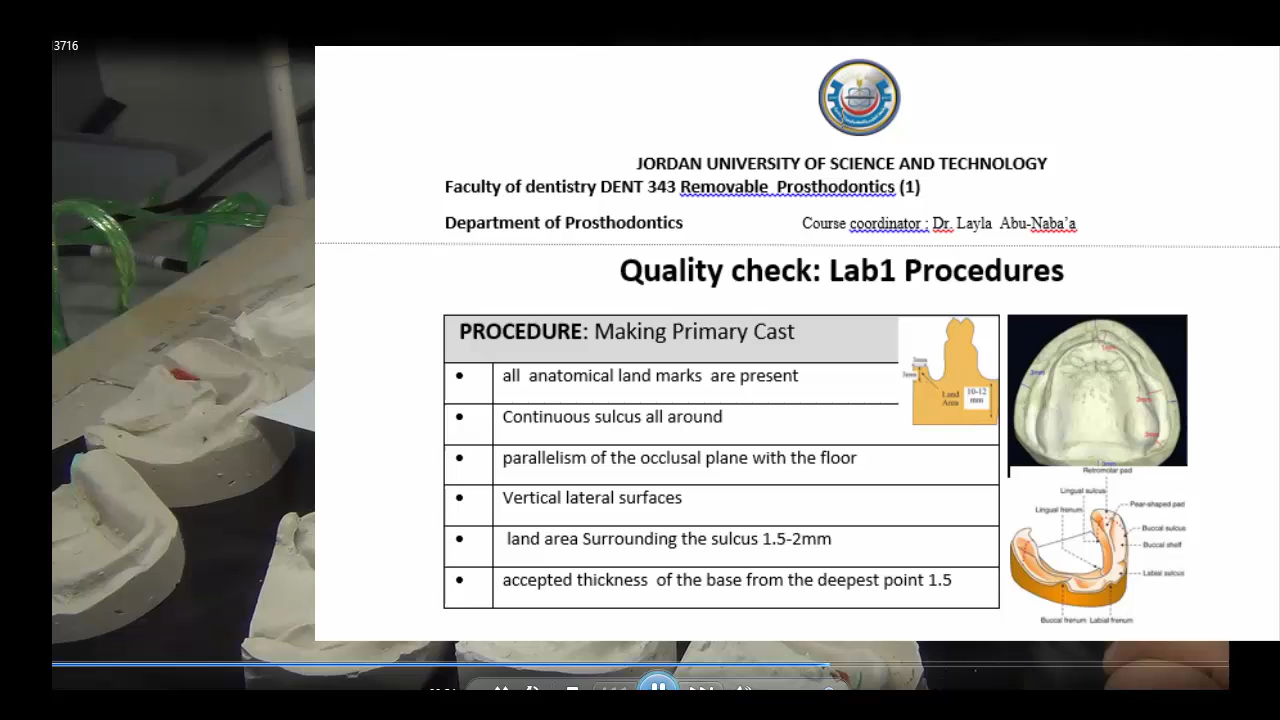 3716
JORDAN UNIVERSITY OF SCIENCE AND TECHNOLOGY
Faculty of dentistry DENT 343 Removable Prosthodontics (1)
Department of Prosthodontics Course coordinator : Dr. Layla Abu-Naba'a
Quality check: Lab1 Procedures
PROCEDURE: Making Primary Cast
• all anatomical land marks are present
• Continuous sulcus all around
• parallelism of the occlusal plane with the floor
• Vertical lateral surfaces
• land area Surrounding the sulcus 1.5-2mm
• accepted thickness of the base from the deepest point 1.5
Land
Area
10-12
mm
Retromolar pad
Lingual sulcus
Pear-shaped pad
Lingual frenum
Buccal sulcus
Buccal shelf
Labial sulcus
Buccal frenum Labial frenum